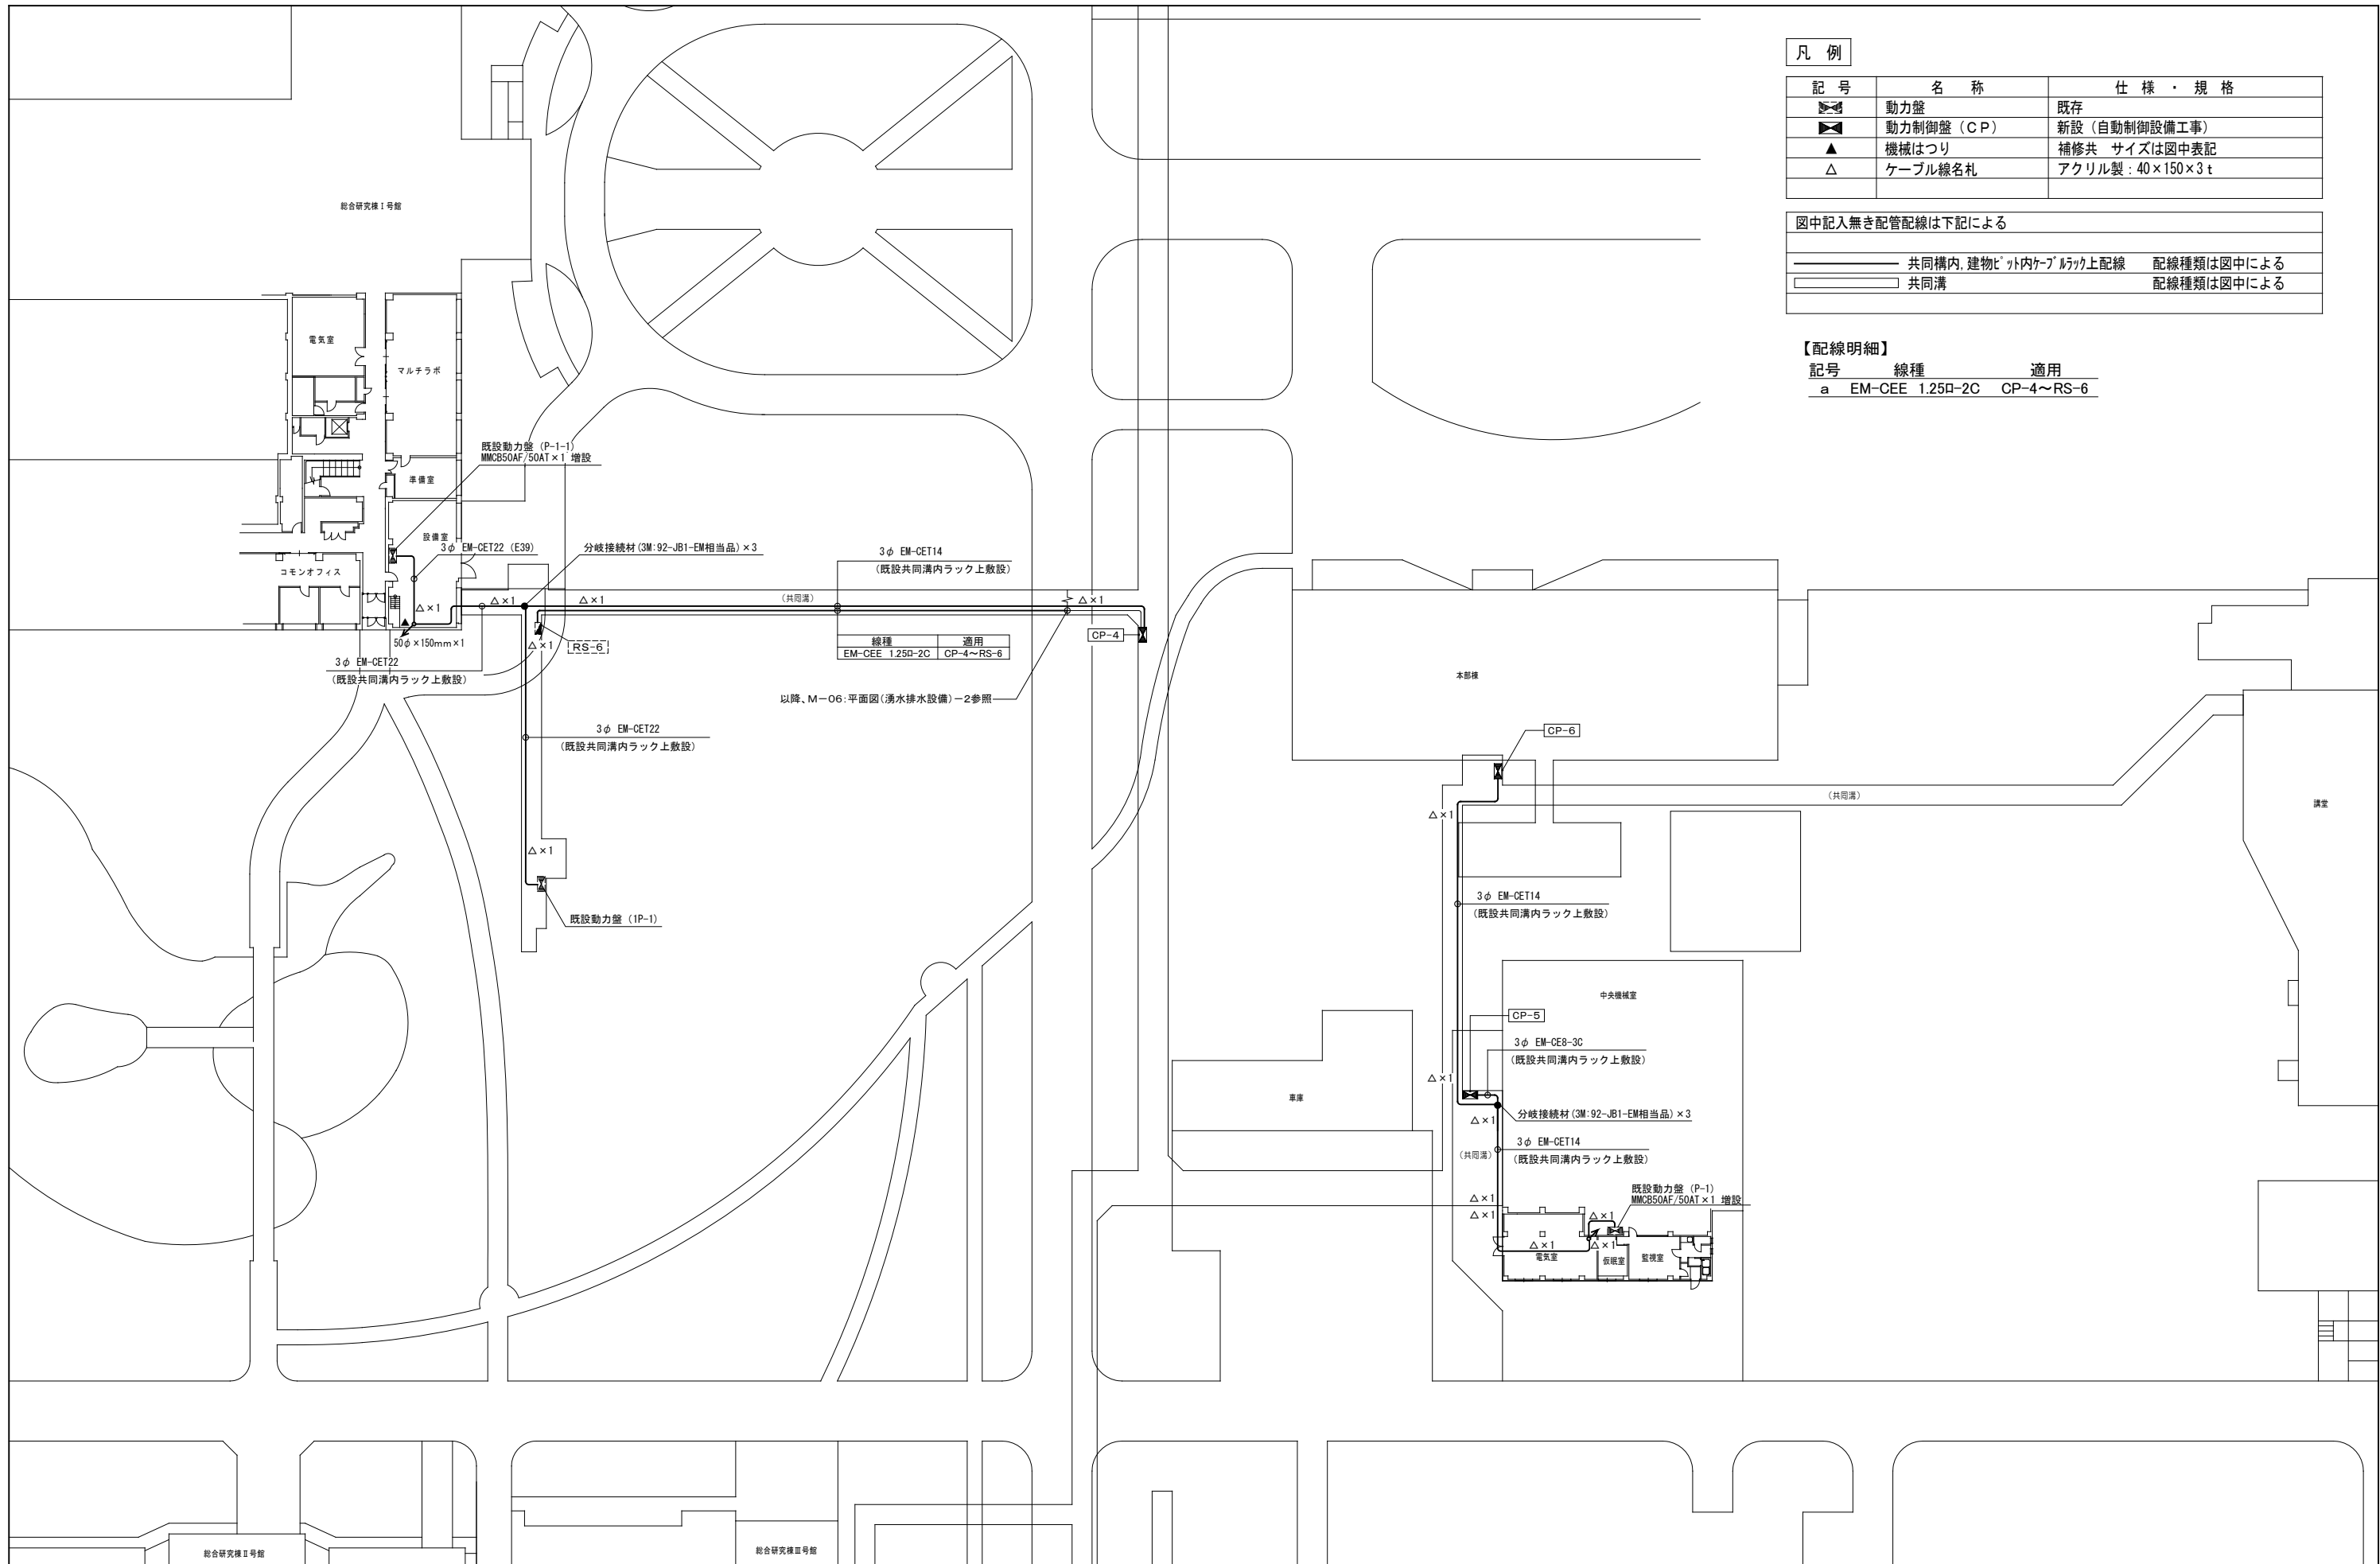 凡 例
記 号 名 称 仕 様 ・ 規 格
動力盤 既存
動力制御盤（ＣＰ） 新設（自動制御設備工事）
▲ 機械はつり 補修共 サイズは図中表記
△ ケーブル線名札 アクリル製：40×150×3ｔ
図中記入無き配管配線は下記による
共同構内,建物ﾋﾟｯﾄ内ｹｰﾌﾞﾙﾗｯｸ上配線 配線種類は図中による
共同溝 配線種類は図中による
【配線明細】
記号 線種 適用
a EM-CEE 1.25ロ-2C CP-4～RS-6
総合研究棟Ⅰ号館
電気室
マルチラボ
既設動力盤（P-1-1）
MMCB50AF/50AT×1 増設
準備室
設備室
3φ EM-CET22（E39）
分岐接続材(3M:92-JB1-EM相当品)×3
3φ EM-CET14
（既設共同溝内ラック上敷設）
コモンオフィス
△×1
△×1
△×1
（共同溝）
△×1
50φ×150mm×1
△×1
RS-6
CP-4
線種 適用
EM-CEE 1.25ロ-2C CP-4～RS-6
3φ EM-CET22
（既設共同溝内ラック上敷設）
以降、M－06:平面図(湧水排水設備)－2参照
3φ EM-CET22
（既設共同溝内ラック上敷設）
△×1
既設動力盤（1P-1）
本部棟
CP-6
（共同溝）
講堂
△×1
3φ EM-CET14
（既設共同溝内ラック上敷設）
中央機械室
CP-5
3φ EM-CE8-3C
（既設共同溝内ラック上敷設）
△×1
車庫
分岐接続材(3M:92-JB1-EM相当品)×3
△×1
3φ EM-CET14
（共同溝）
（既設共同溝内ラック上敷設）
既設動力盤（P-1）
MMCB50AF/50AT×1 増設
△×1
△×1
△×1
△×1
△×1
電気室
仮眠室
監視室
総合研究棟Ⅱ号館
総合研究棟Ⅲ号館